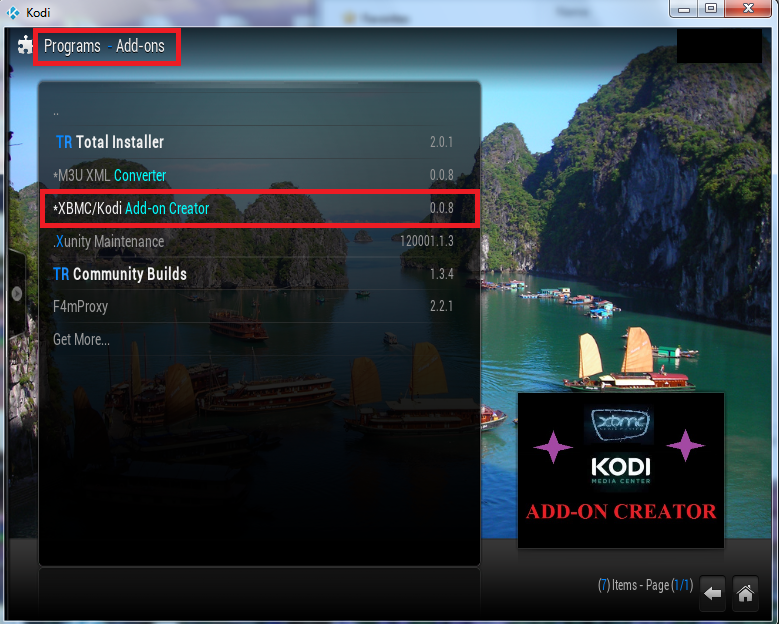 Kodi
Programs - Add-ons
..
TR Total Installer 2.0.1
*M3U XML Converter 0.0.8
*XBMC/Kodi Add-on Creator 0.0.8
.Xunity Maintenance 120001.1.3
TR Community Builds 1.3.4
F4mProxy 2.2.1
Get More...
xbmc
KODI
MEDIA CENTER
ADD-ON CREATOR
(7) Items - Page (1/1)